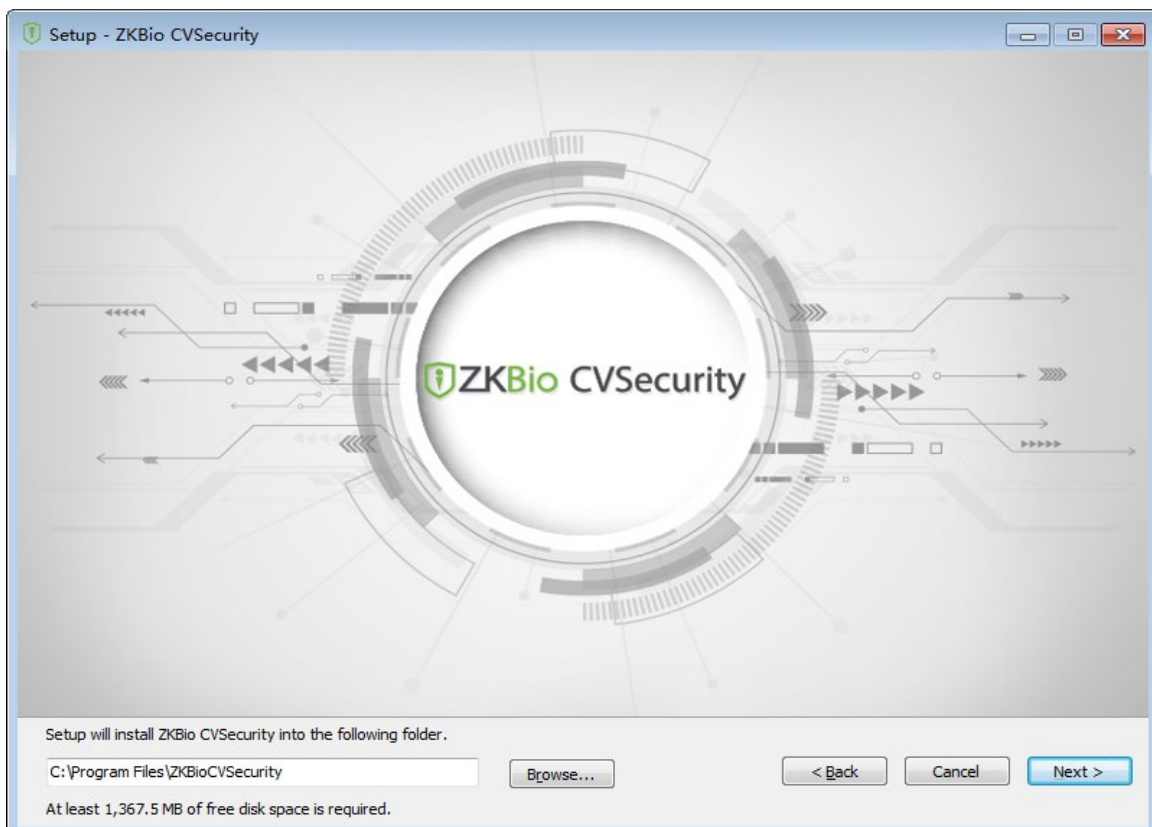 Setup - ZKBio CVSecurity
ZKBio CVSecurity
Setup will install ZKBio CVSecurity into the following folder.
C:\Program Files\ZKBioCVSecurity
Browse...
< Back
Cancel
Next >
At least 1,367.5 MB of free disk space is required.